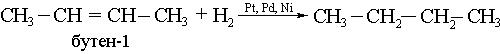 CH₃–CH = CH–CH₃ + H₂ —Pt, Pd, Ni→ CH₃–CH₂–CH₂–CH₃
бутен-1